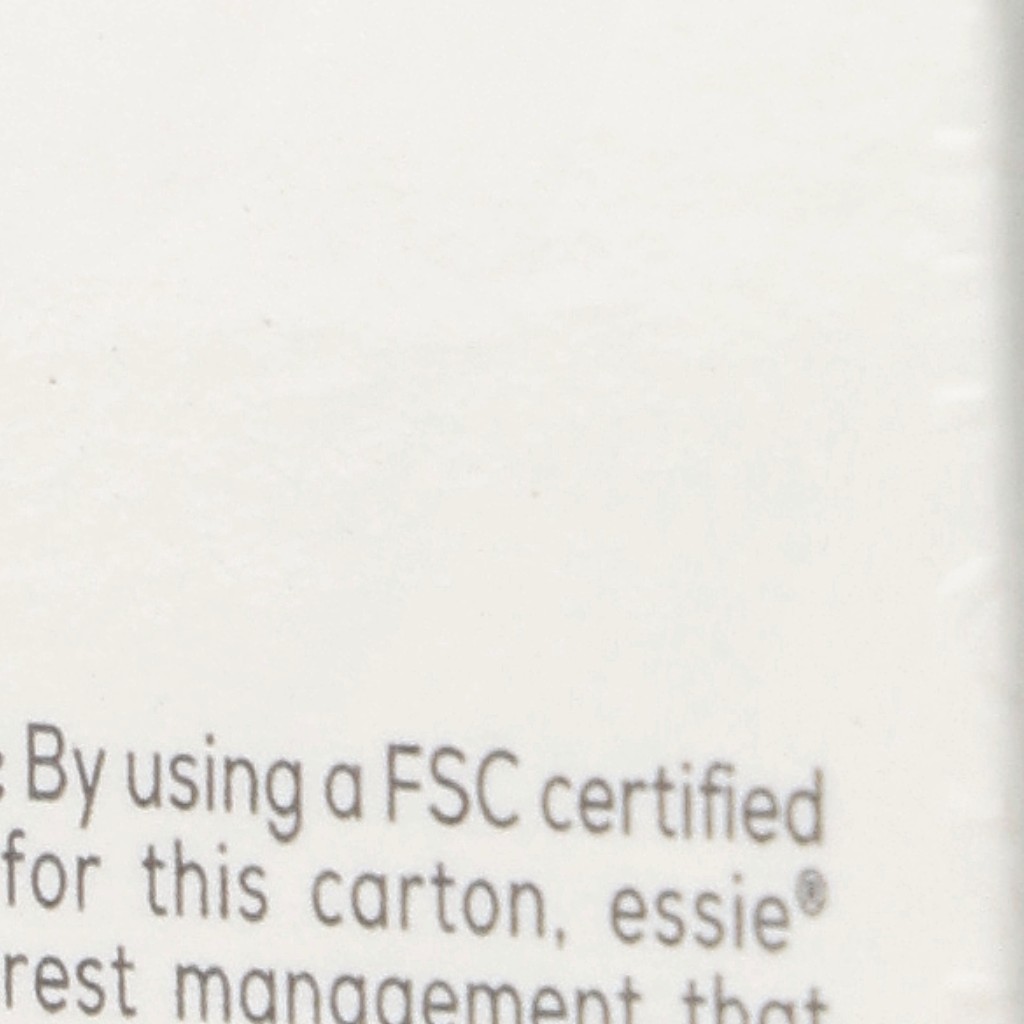 By using a FSC certified
for this carton, essie®
rest management that